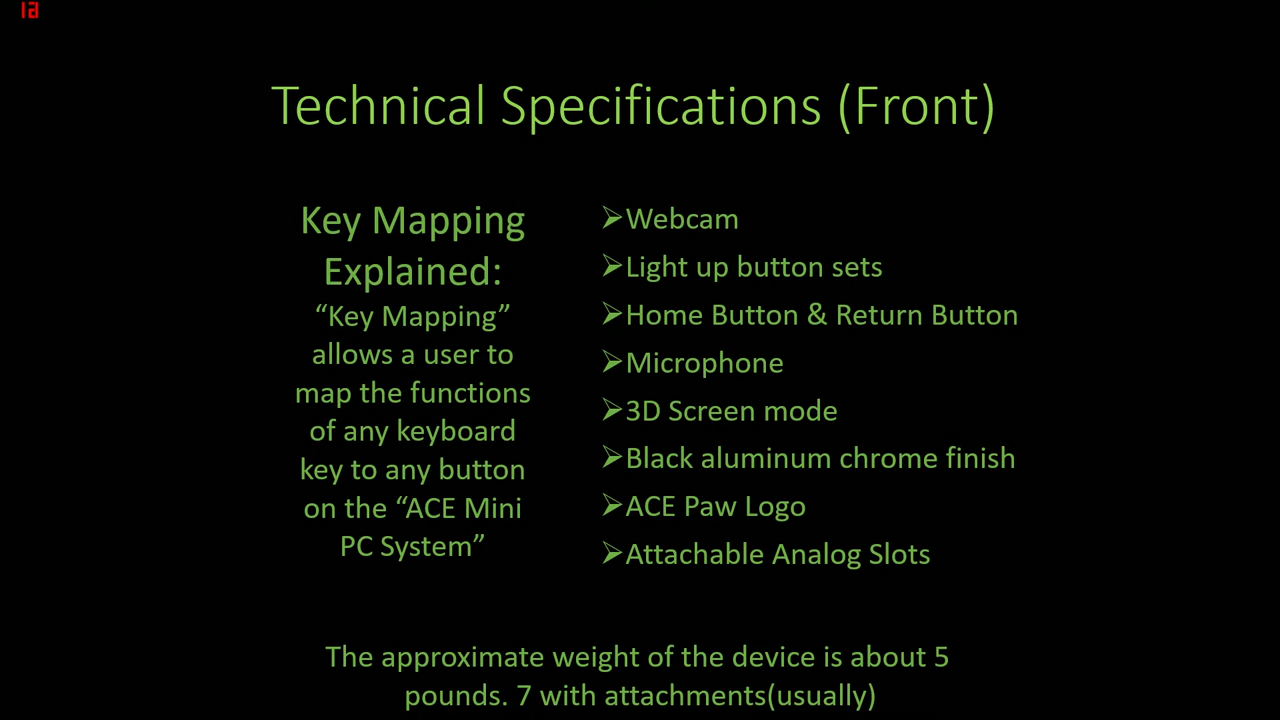 Technical Specifications (Front)
Key Mapping
Explained:
“Key Mapping”
allows a user to
map the functions
of any keyboard
key to any button
on the “ACE Mini
PC System”
Webcam
Light up button sets
Home Button & Return Button
Microphone
3D Screen mode
Black aluminum chrome finish
ACE Paw Logo
Attachable Analog Slots
The approximate weight of the device is about 5
pounds. 7 with attachments(usually)